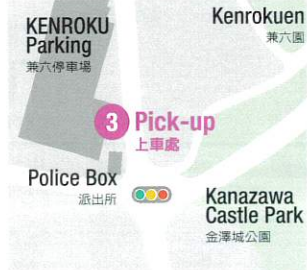 KENROKU
Parking
兼六停車場
Kenrokuen
兼六園
3 Pick-up
上車處
Police Box
派出所
Kanazawa
Castle Park
金澤城公園